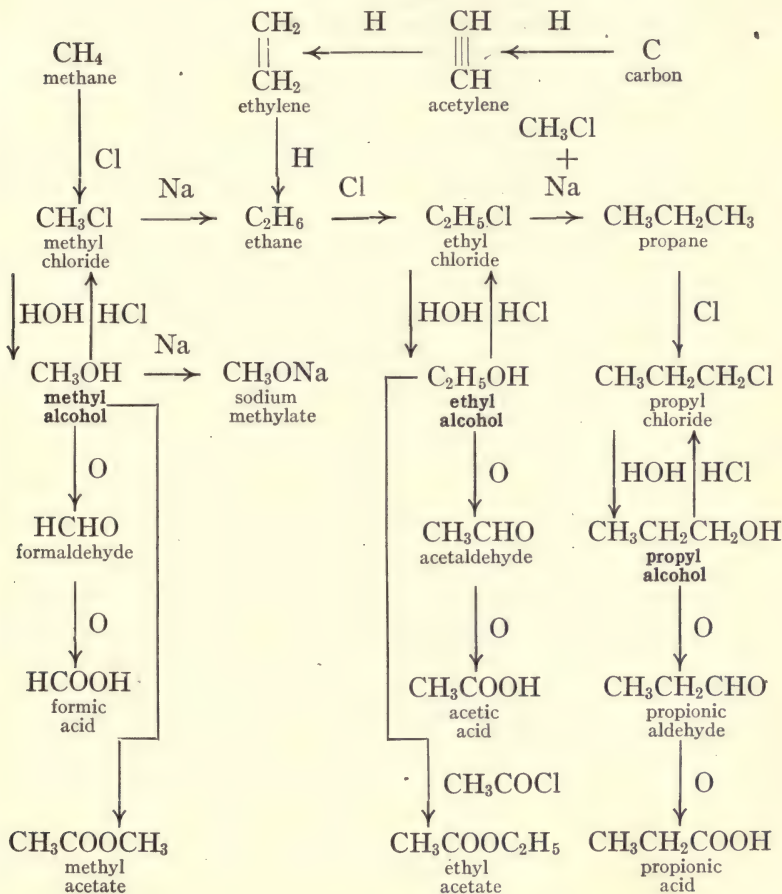 CH₂ H CH H C
CH₄
methane
carbon
CH₂ CH
ethylene acetylene
CH₃Cl
+
Cl H
Na Cl Na
CH₃Cl C₂H₆ C₂H₅Cl CH₃CH₂CH₃
methyl ethane ethyl propane
chloride chloride
HOH HCl HOH HCl Cl
Na
CH₃OH CH₃ONa C₂H₅OH CH₃CH₂CH₂Cl
methyl sodium ethyl propyl
alcohol methylate alcohol chloride
O O HOH HCl
HCHO CH₃CHO CH₃CH₂CH₂OH
formaldehyde acetaldehyde propyl
alcohol
O O O
HCOOH CH₃COOH CH₃CH₂CHO
formic acetic propionic
acid acid aldehyde
CH₃COCl O
CH₃COOCH₃ CH₃COOC₂H₅ CH₃CH₂COOH
methyl ethyl propionic
acetate acetate acid